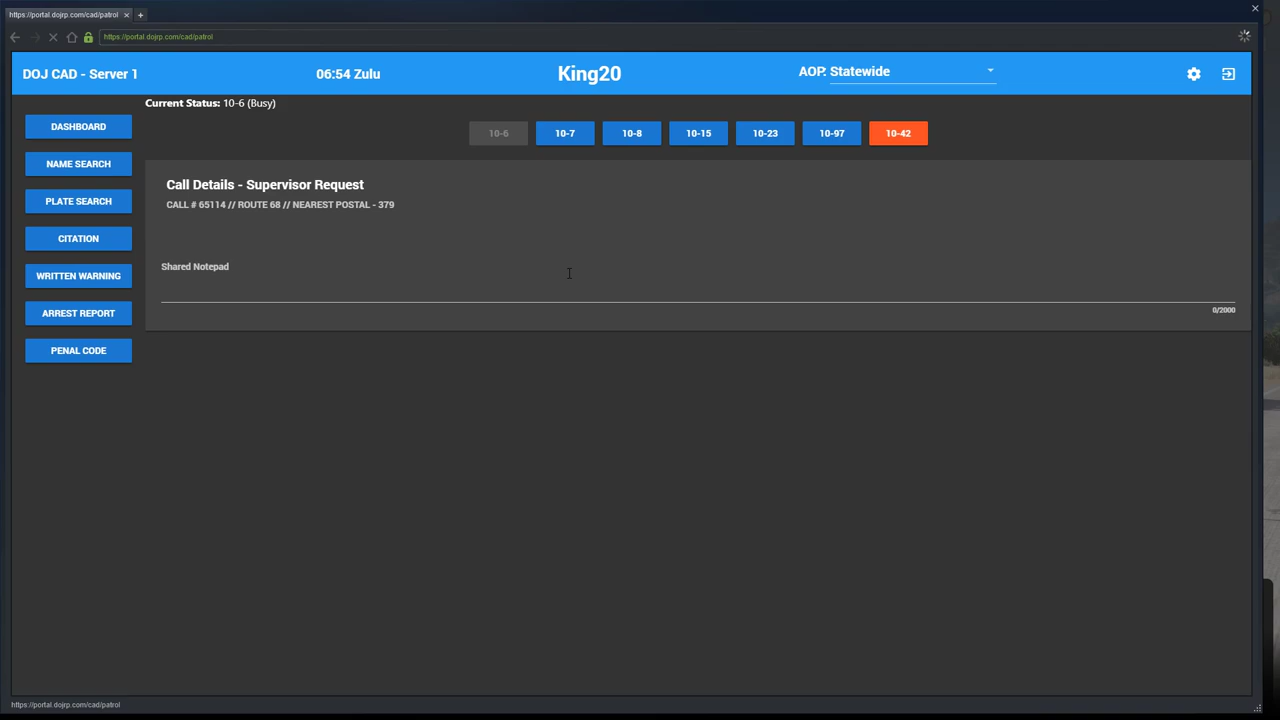 https://portal.dojrp.com/cad/patrol
https://portal.dojrp.com/cad/patrol
DOJ CAD - Server 1
06:54 Zulu
King20
AOP: Statewide
Current Status: 10-6 (Busy)
10-6
10-7
10-8
10-15
10-23
10-97
10-42
DASHBOARD
NAME SEARCH
PLATE SEARCH
CITATION
WRITTEN WARNING
ARREST REPORT
PENAL CODE
Call Details - Supervisor Request
CALL # 65114 // ROUTE 68 // NEAREST POSTAL - 379
Shared Notepad
0/2000
https://portal.dojrp.com/cad/patrol